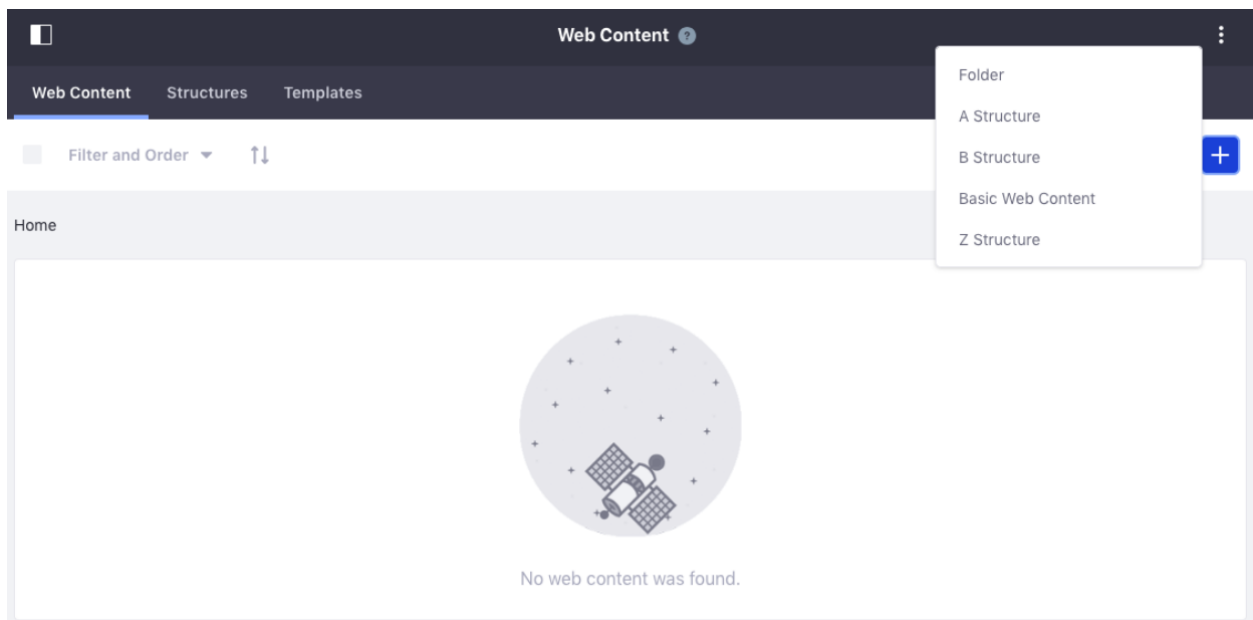 Web Content ?
Web Content Structures Templates
Folder
A Structure
B Structure
Basic Web Content
Z Structure
Filter and Order
Home
No web content was found.